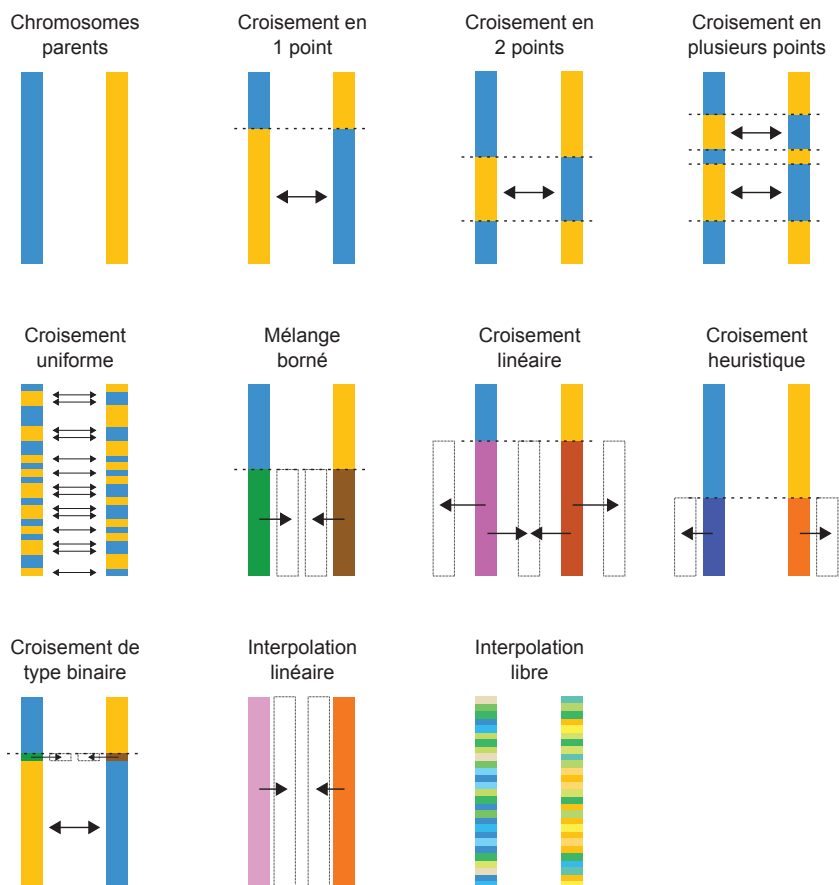 Chromosomes
parents
Croisement en
1 point
Croisement en
2 points
Croisement en
plusieurs points
Croisement
uniforme
Mélange
borné
Croisement
linéaire
Croisement
heuristique
Croisement de
type binaire
Interpolation
linéaire
Interpolation
libre